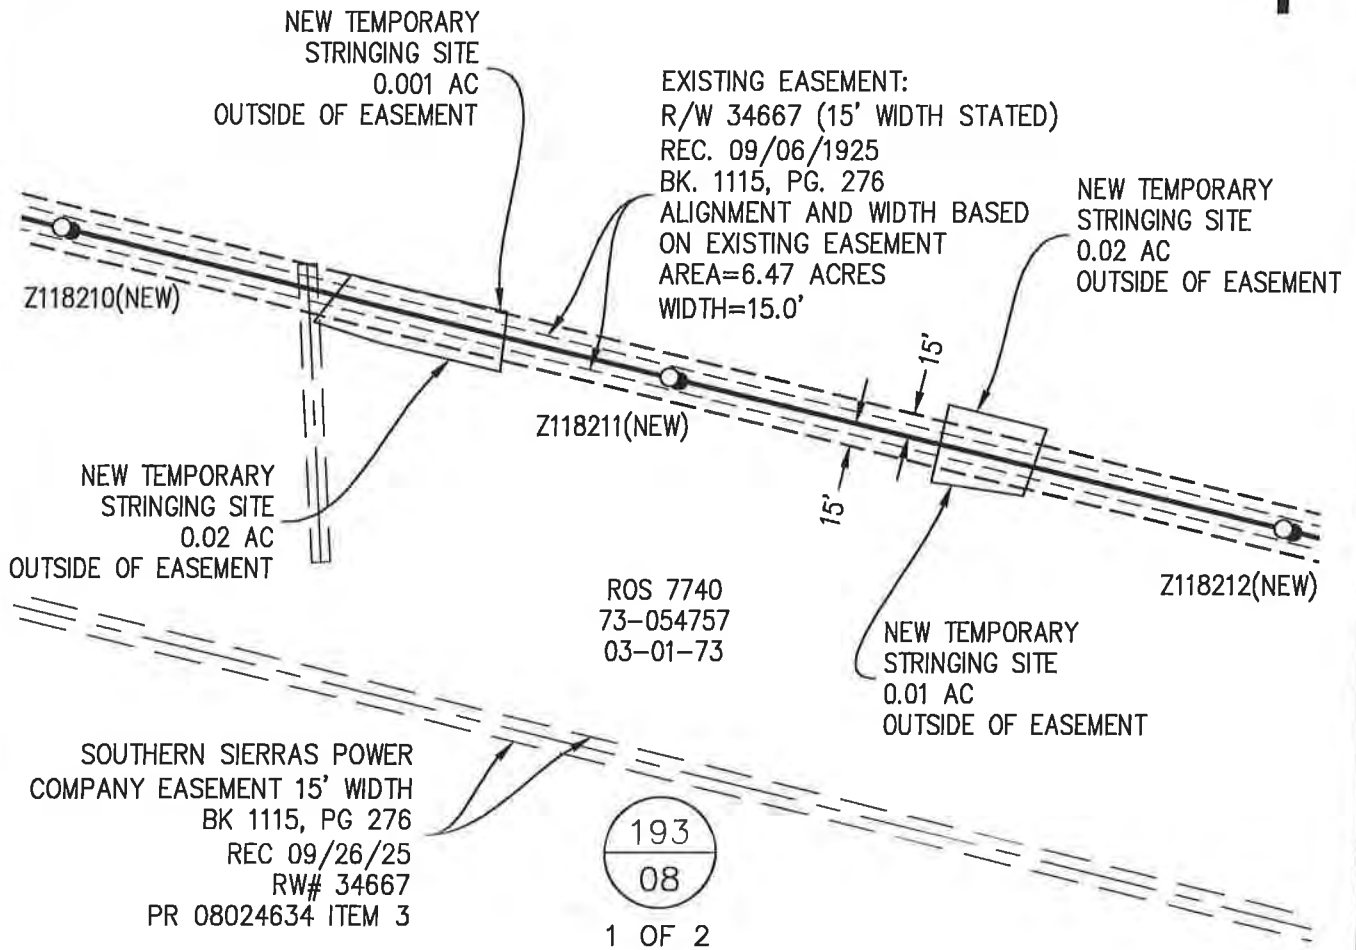 NEW TEMPORARY
STRINGING SITE
0.001 AC
OUTSIDE OF EASEMENT
EXISTING EASEMENT:
R/W 34667 (15' WIDTH STATED)
REC. 09/06/1925
BK. 1115, PG. 276
ALIGNMENT AND WIDTH BASED
ON EXISTING EASEMENT
AREA=6.47 ACRES
WIDTH=15.0'
NEW TEMPORARY
STRINGING SITE
0.02 AC
OUTSIDE OF EASEMENT
Z118210(NEW)
15'
Z118211(NEW)
15'
NEW TEMPORARY
STRINGING SITE
0.02 AC
OUTSIDE OF EASEMENT
Z118212(NEW)
ROS 7740
73-054757
03-01-73
NEW TEMPORARY
STRINGING SITE
0.01 AC
OUTSIDE OF EASEMENT
SOUTHERN SIERRAS POWER
COMPANY EASEMENT 15' WIDTH
BK 1115, PG 276
REC 09/26/25
RW# 34667
PR 08024634 ITEM 3
193
08
1 OF 2